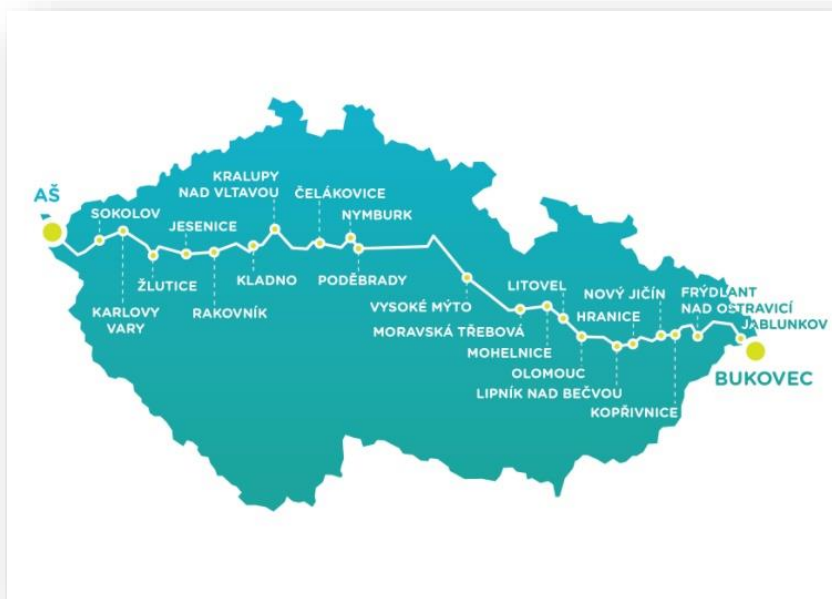 AŠ
SOKOLOV
KARLOVY
VARY
ŽLUTICE
JESENICE
RAKOVNÍK
KLADNO
KRALUPY
NAD VLTAVOU
ČELÁKOVICE
NYMBURK
PODĚBRADY
VYSOKÉ MÝTO
MORAVSKÁ TŘEBOVÁ
MOHELNICE
LITOVEL
OLOMOUC
LIPNÍK NAD BEČVOU
HRANICE
NOVÝ JIČÍN
KOPŘIVNICE
FRÝDLANT
NAD OSTRAVICÍ
JABLUNKOV
BUKOVEC